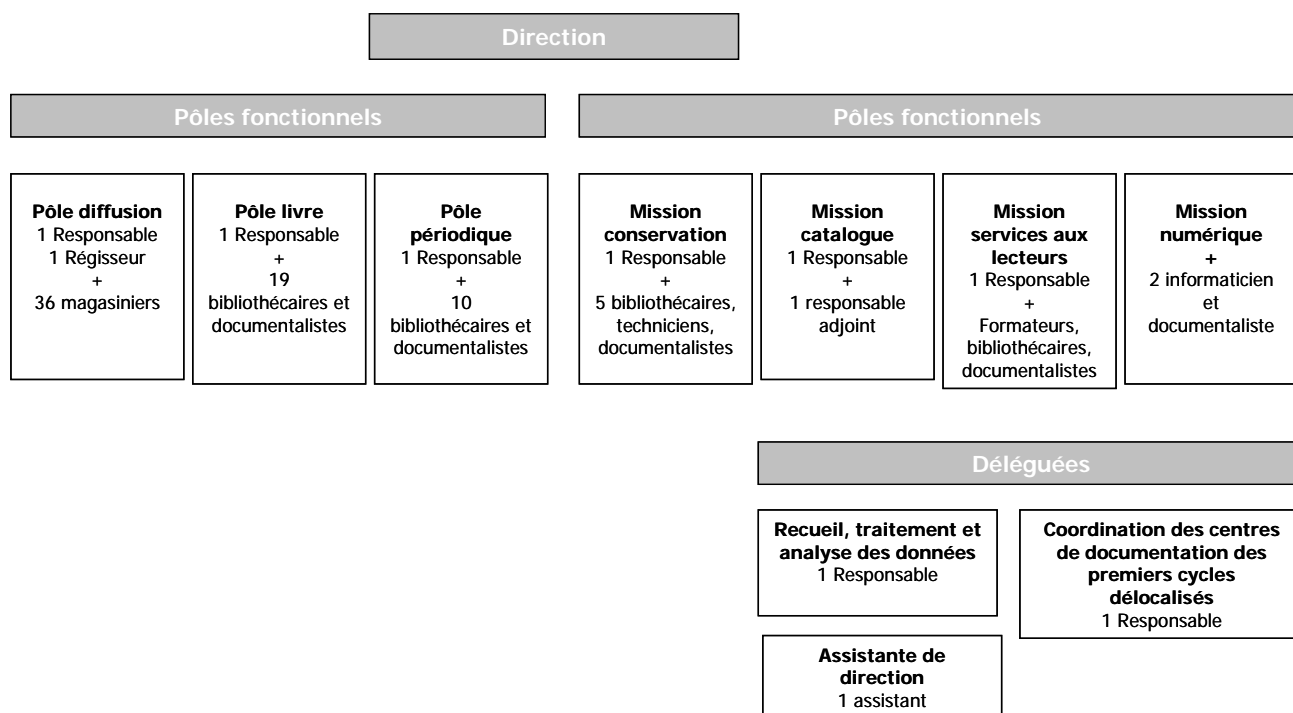 Direction
Pôles fonctionnels
Pôles fonctionnels
Pôle diffusion
1 Responsable
1 Régisseur
+
36 magasiniers
Pôle livre
1 Responsable
+
19
bibliothécaires et
documentalistes
Pôle
périodique
1 Responsable
+
10
bibliothécaires et
documentalistes
Mission
conservation
1 Responsable
+
5 bibliothécaires,
techniciens,
documentalistes
Mission
catalogue
1 Responsable
+
1 responsable
adjoint
Mission
services aux
lecteurs
1 Responsable
+
Formateurs,
bibliothécaires,
documentalistes
Mission
numérique
+
2 informaticien
et
documentaliste
Déléguées
Recueil, traitement et
analyse des données
1 Responsable
Coordination des centres
de documentation des
premiers cycles
délocalisés
1 Responsable
Assistante de
direction
1 assistant